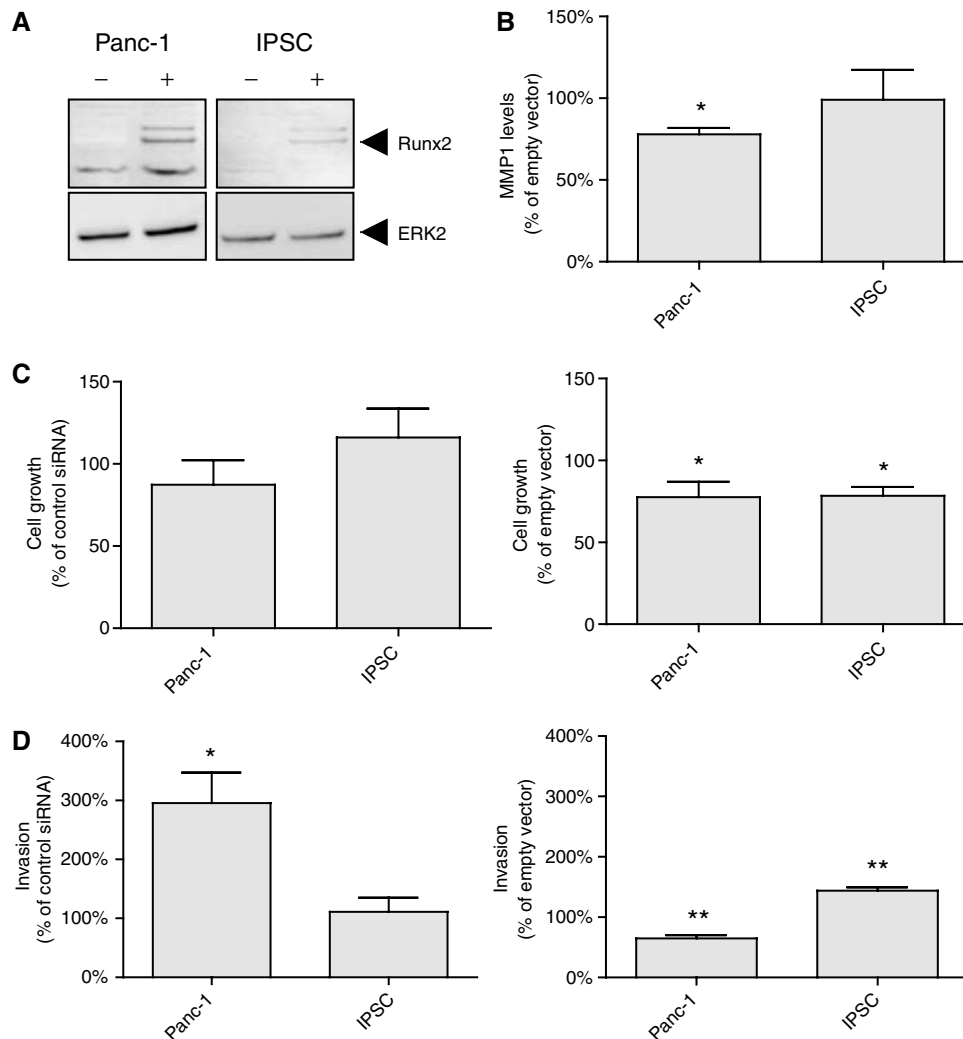 A
Panc-1 IPSC
– + – +
Runx2
ERK2
B
MMP1 levels
(% of empty vector)
150%
100%
50%
0%
*
Panc-1 IPSC
C
Cell growth
(% of control siRNA)
150
100
50
0
Panc-1 IPSC
Cell growth
(% of empty vector)
150
100
50
0
* *
Panc-1 IPSC
D
Invasion
(% of control siRNA)
400%
300%
200%
100%
0%
*
Panc-1 IPSC
Invasion
(% of empty vector)
400%
300%
200%
100%
0%
** **
Panc-1 IPSC